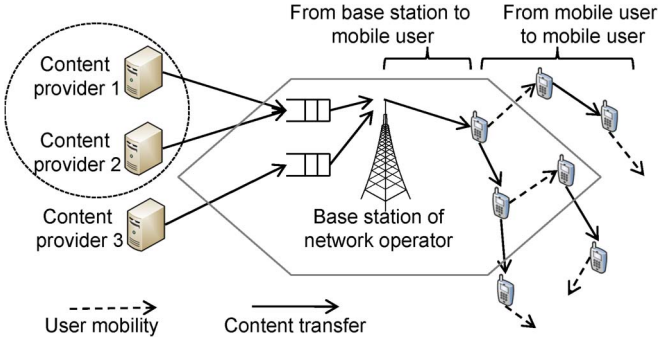 From base station to
mobile user
From mobile user
to mobile user
Content
provider 1
Content
provider 2
Content
provider 3
Base station of
network operator
User mobility
Content transfer